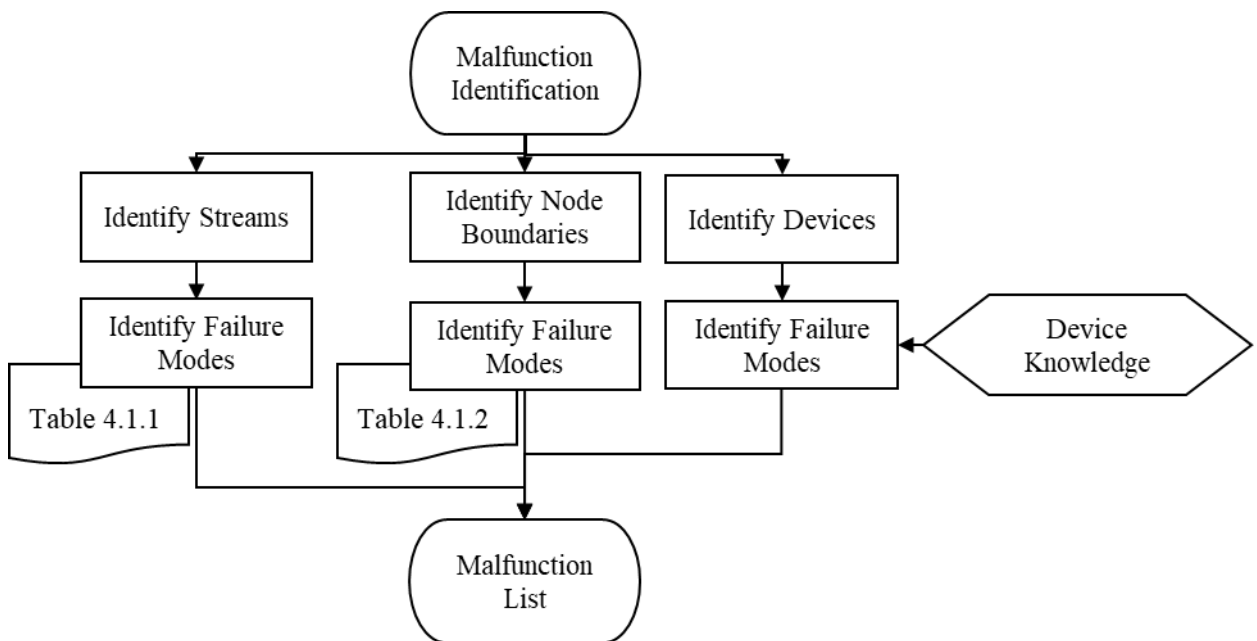 Malfunction
Identification
Identify Streams
Identify Node
Boundaries
Identify Devices
Identify Failure
Modes
Identify Failure
Modes
Identify Failure
Modes
Device
Knowledge
Table 4.1.1
Table 4.1.2
Malfunction
List